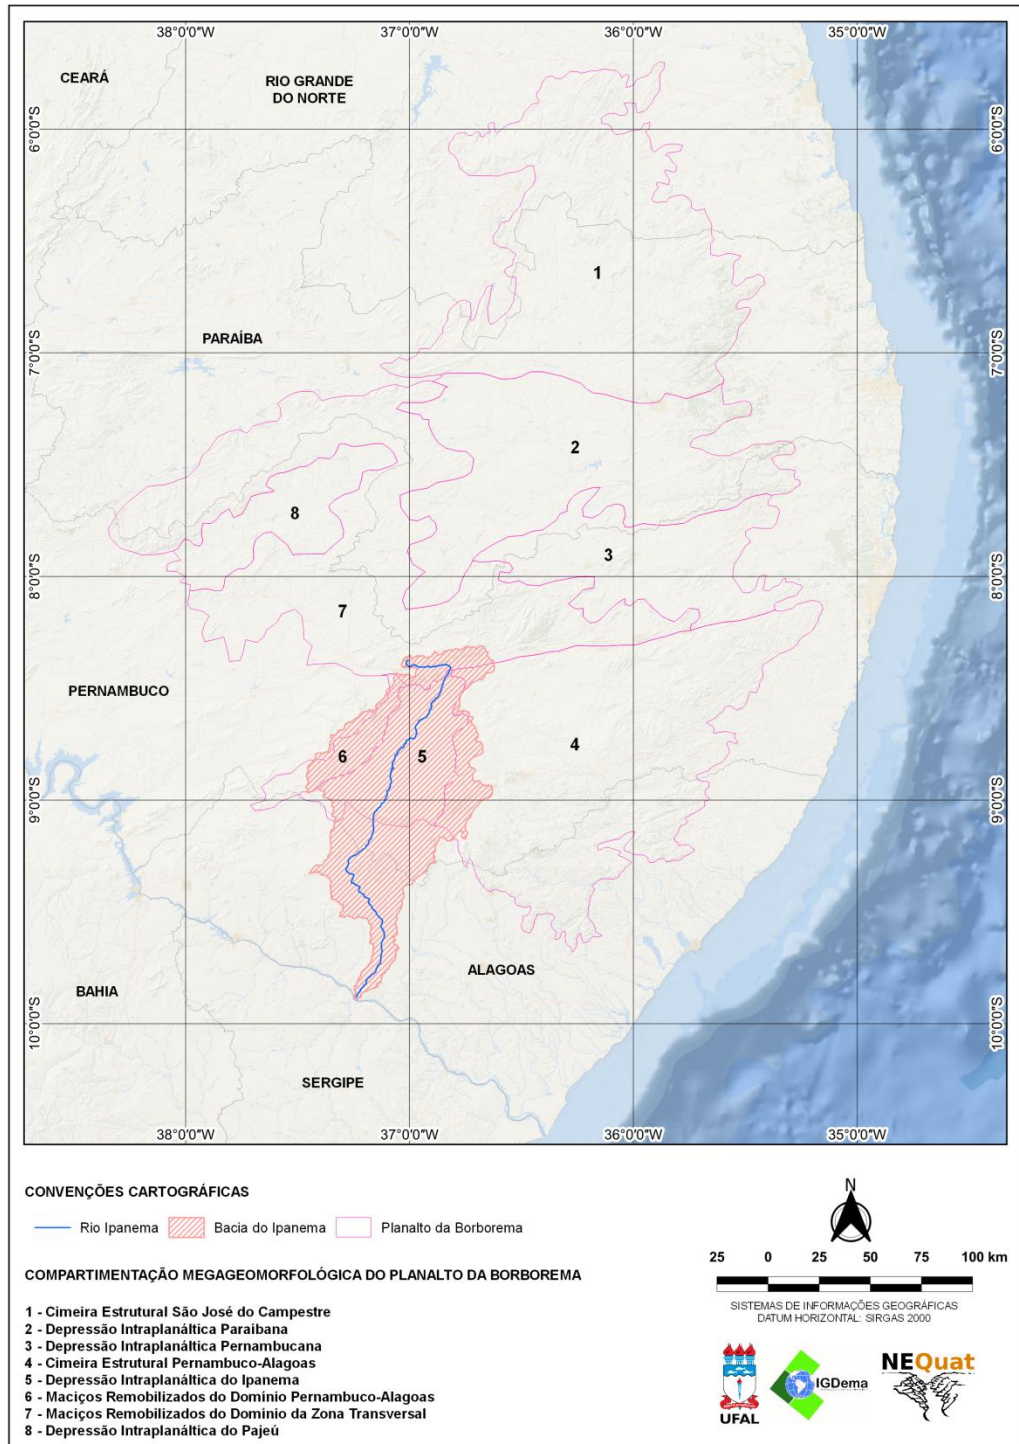 38°0'0"W 37°0'0"W 36°0'0"W 35°0'0"W
CEARÁ
RIO GRANDE
DO NORTE
6°0'0"S 6°0'0"S
1
PARAÍBA
7°0'0"S 7°0'0"S
2
8
3
8°0'0"S 8°0'0"S
7
PERNAMBUCO
4
6 5
9°0'0"S 9°0'0"S
ALAGOAS
BAHIA
10°0'0"S 10°0'0"S
SERGIPE
38°0'0"W 37°0'0"W 36°0'0"W 35°0'0"W
CONVENÇÕES CARTOGRÁFICAS
Rio Ipanema Bacia do Ipanema Planalto da Borborema
COMPARTIMENTAÇÃO MEGAGEOMORFOLÓGICA DO PLANALTO DA BORBOREMA
1 - Cimeira Estrutural São José do Campestre
2 - Depressão Intraplanáltica Paraibana
3 - Depressão Intraplanáltica Pernambucana
4 - Cimeira Estrutural Pernambuco-Alagoas
5 - Depressão Intraplanáltica do Ipanema
6 - Maciços Remobilizados do Domínio Pernambuco-Alagoas
7 - Maciços Remobilizados do Domínio da Zona Transversal
8 - Depressão Intraplanáltica do Pajeú
N
25 0 25 50 75 100 km
SISTEMAS DE INFORMAÇÕES GEOGRÁFICAS
DATUM HORIZONTAL: SIRGAS 2000
UFAL
IGDema
NEQuat